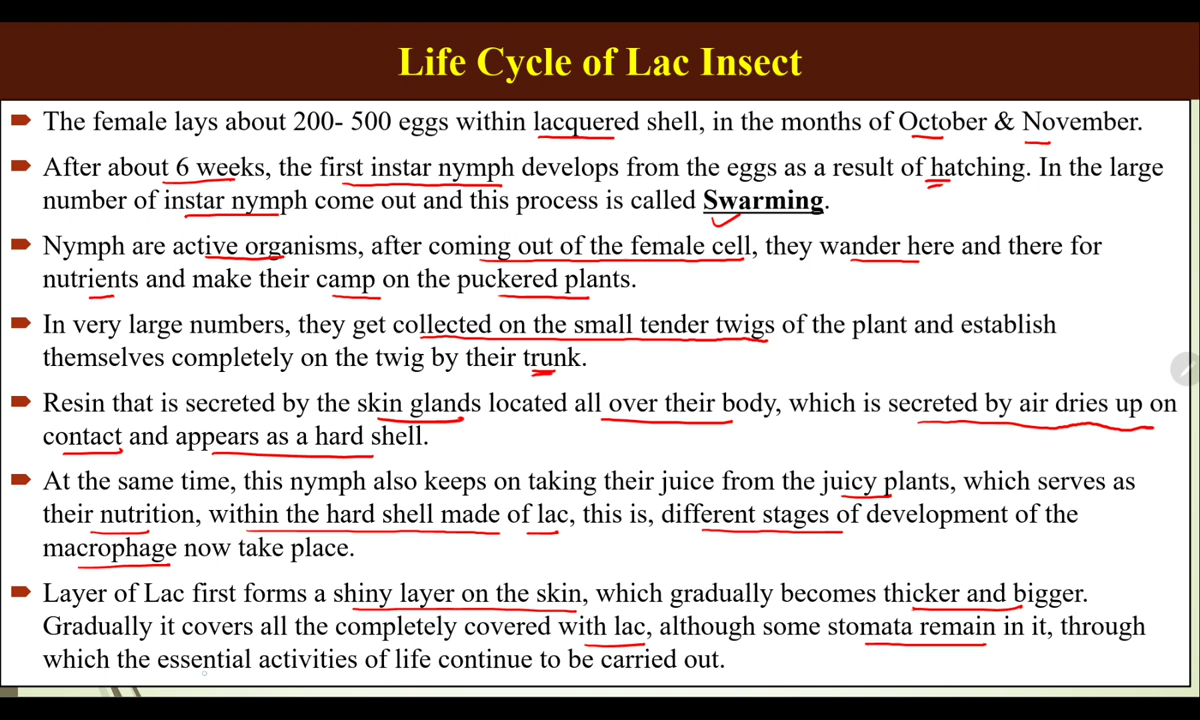 Life Cycle of Lac Insect
The female lays about 200- 500 eggs within lacquered shell, in the months of October & November.
After about 6 weeks, the first instar nymph develops from the eggs as a result of hatching. In the large
number of instar nymph come out and this process is called Swarming.
Nymph are active organisms, after coming out of the female cell, they wander here and there for
nutrients and make their camp on the puckered plants.
In very large numbers, they get collected on the small tender twigs of the plant and establish
themselves completely on the twig by their trunk.
Resin that is secreted by the skin glands located all over their body, which is secreted by air dries up on
contact and appears as a hard shell.
At the same time, this nymph also keeps on taking their juice from the juicy plants, which serves as
their nutrition, within the hard shell made of lac, this is, different stages of development of the
macrophage now take place.
Layer of Lac first forms a shiny layer on the skin, which gradually becomes thicker and bigger.
Gradually it covers all the completely covered with lac, although some stomata remain in it, through
which the essential activities of life continue to be carried out.